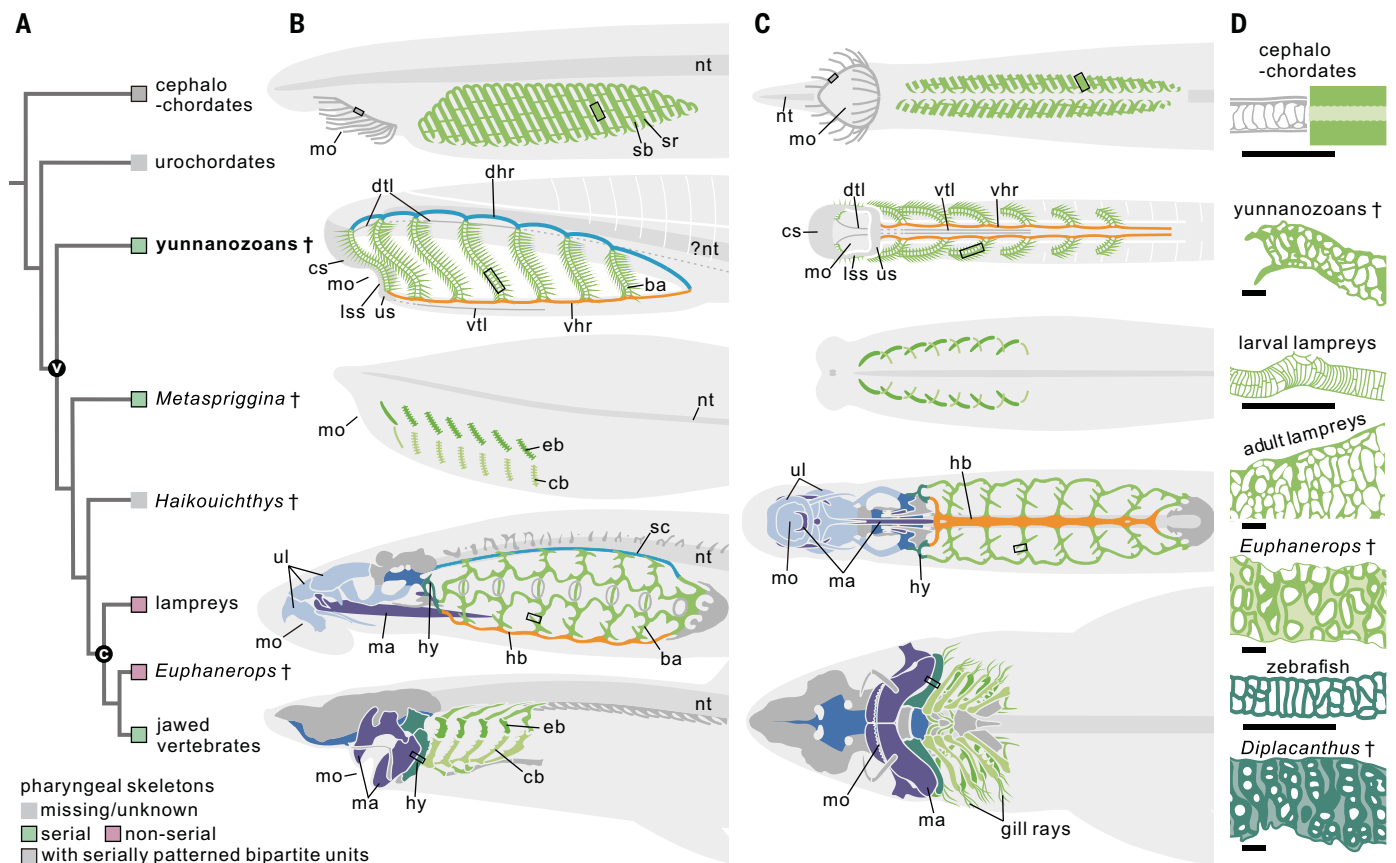 A
cephalo
-chordates
urochordates
yunnanozoans †
V
Metaspriggina †
Haikouichthys †
lampreys
C
Euphanerops †
jawed
vertebrates
pharyngeal skeletons
missing/unknown
serial non-serial
with serially patterned bipartite units
B
nt
mo
sb
sr
dtl
dhr
?nt
cs
mo
lss
us
ba
vtl
vhr
nt
mo
eb
cb
sc
nt
ul
mo
ma
hy
hb
ba
nt
eb
mo
ma
hy
cb
C
nt
mo
dtl
vtl
vhr
cs
mo
lss
us
ul
hb
mo
ma
hy
mo
ma
gill rays
D
cephalo
-chordates
yunnanozoans †
larval lampreys
adult lampreys
Euphanerops †
zebrafish
Diplacanthus †